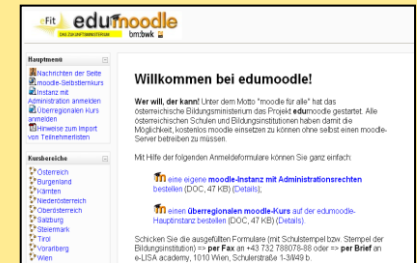 eFit edumoodle
DAS ZUKUNFTSMINISTERIUM bm:bwk
Hauptmenü
Nachrichten der Seite
moodle-Selbstlernkurs
Instanz mit
Administration anmelden
Überregionalen Kurs
anmelden
Hinweise zum Import
von Teilnehmerlisten
Kursbereiche
Österreich
Burgenland
Kärnten
Niederösterreich
Oberösterreich
Salzburg
Steiermark
Tirol
Vorarlberg
Wien
Willkommen bei edumoodle!
Wer will, der kann! Unter dem Motto "moodle für alle" hat das
österreichische Bildungsministerium das Projekt edumoodle gestartet. Alle
österreichischen Schulen und Bildungsinstitutionen haben damit die
Möglichkeit, kostenlos moodle einsetzen zu können ohne selbst einen moodle-
Server betreiben zu müssen.
Mit Hilfe der folgenden Anmeldeformulare können Sie ganz einfach:
eine eigene moodle-Instanz mit Administrationsrechten
bestellen (DOC, 47 KB) (Details);
einen überregionalen moodle-Kurs auf der edumoodle-
Hauptinstanz bestellen (DOC, 47 KB) (Details).
Schicken Sie die ausgefüllten Formulare (mit Schulstempel bzw. Stempel der
Bildungsinstitution) => per Fax an +43 732 788078-88 oder => per Brief an
e-LISA academy, 1010 Wien, Schulerstraße 1-3/49 b.